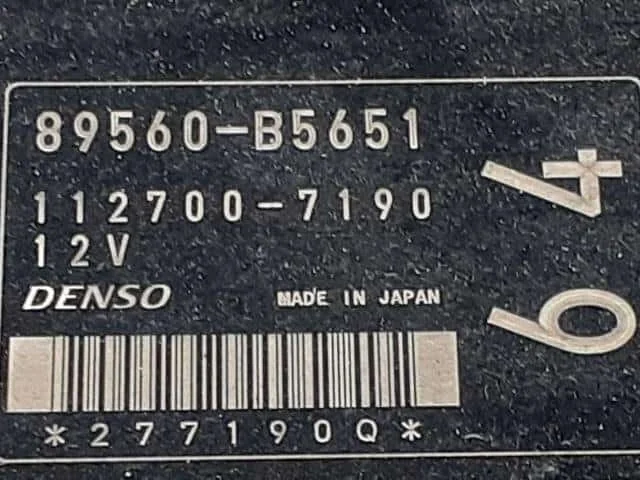 89560-B5651
112700-7190
12V
DENSO MADE IN JAPAN
*277190Q*
64